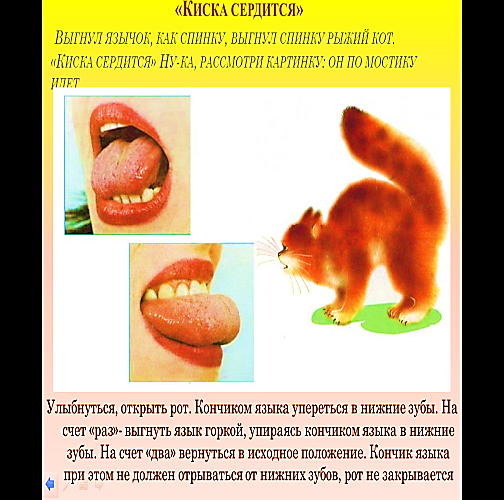 «Киска сердится»
Выгнул язычок, как спинку, выгнул спинку рыжий кот.
«Киска сердится» Ну-ка, рассмотри картинку: он по мостику
идет
Улыбнуться, открыть рот. Кончиком языка упереться в нижние зубы. На
счет «раз»- выгнуть язык горкой, упираясь кончиком языка в нижние
зубы. На счет «два» вернуться в исходное положение. Кончик языка
при этом не должен отрываться от нижних зубов, рот не закрывается